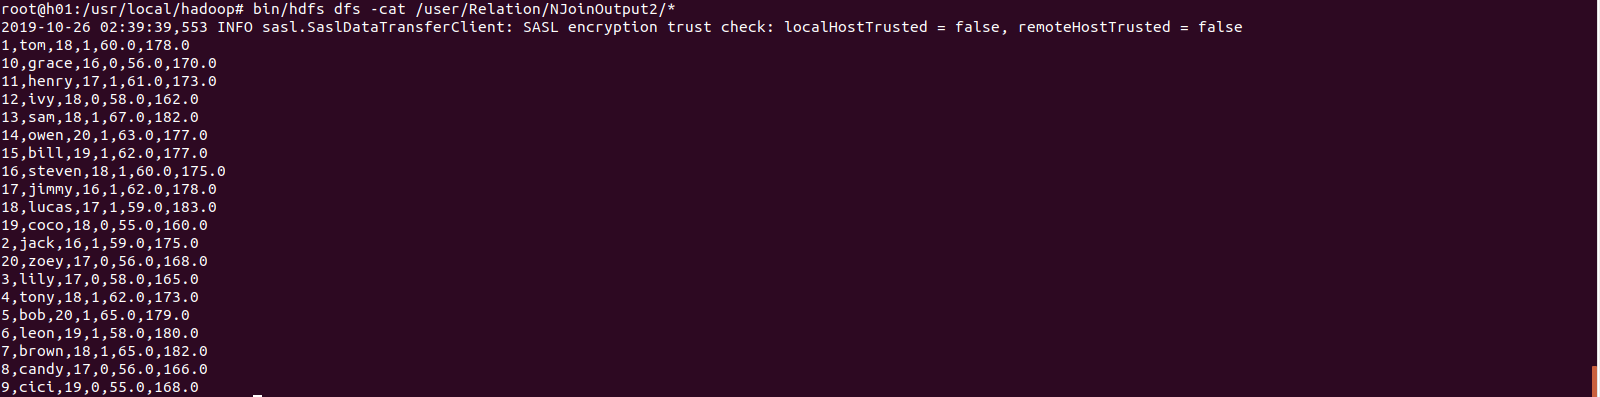 root@h01:/usr/local/hadoop# bin/hdfs dfs -cat /user/Relation/NJoinOutput2/*
2019-10-26 02:39:39,553 INFO sasl.SaslDataTransferClient: SASL encryption trust check: localHostTrusted = false, remoteHostTrusted = false
1,tom,18,1,60.0,178.0
10,grace,16,0,56.0,170.0
11,henry,17,1,61.0,173.0
12,ivy,18,0,58.0,162.0
13,sam,18,1,67.0,182.0
14,owen,20,1,63.0,177.0
15,bill,19,1,62.0,177.0
16,steven,18,1,60.0,175.0
17,jimmy,16,1,62.0,178.0
18,lucas,17,1,59.0,183.0
19,coco,18,0,55.0,160.0
2,jack,16,1,59.0,175.0
20,zoey,17,0,56.0,168.0
3,lily,17,0,58.0,165.0
4,tony,18,1,62.0,173.0
5,bob,20,1,65.0,179.0
6,leon,19,1,58.0,180.0
7,brown,18,1,65.0,182.0
8,candy,17,0,56.0,166.0
9,cici,19,0,55.0,168.0